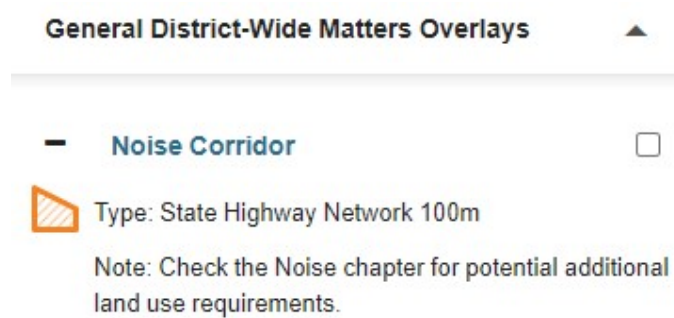 General District-Wide Matters Overlays
Noise Corridor
Type: State Highway Network 100m
Note: Check the Noise chapter for potential additional
land use requirements.